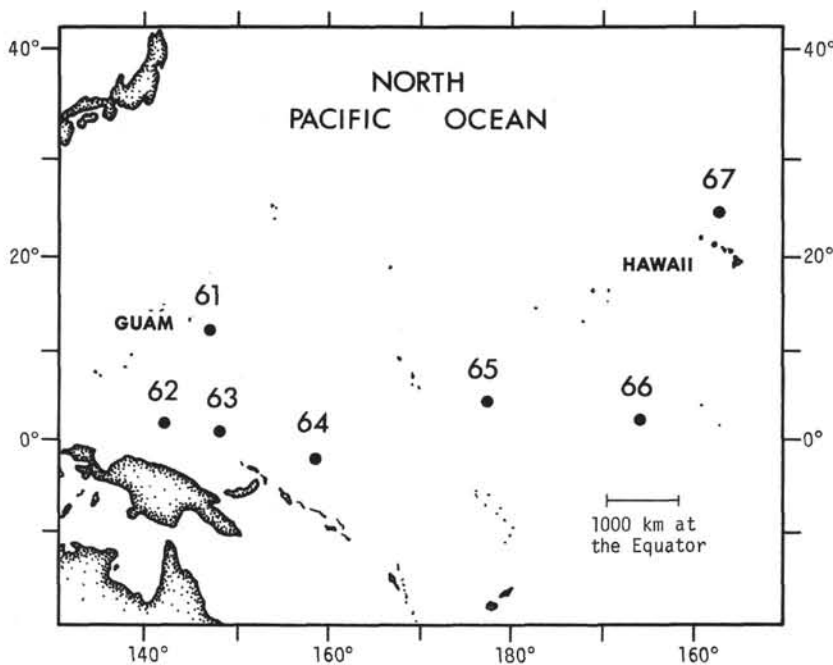 40°
40°
NORTH
PACIFIC OCEAN
67
20°
HAWAII
20°
61
GUAM
65
62
63
66
64
0°
0°
1000 km at
the Equator
140°
160°
180°
160°